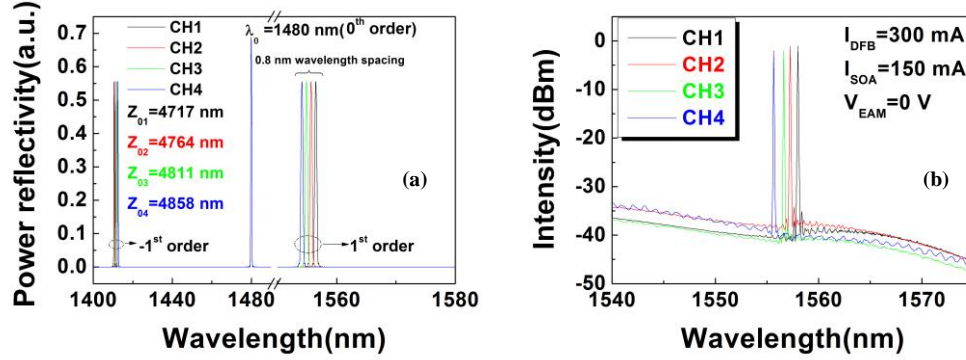 CH1
CH2
CH3
CH4
λ0 =1480 nm(0th order)
0.8 nm wavelength spacing
Z01=4717 nm
Z02=4764 nm
Z03=4811 nm
Z04=4858 nm
(a)
-1st order
1st order
Power reflectivity(a.u.)
0.7
0.6
0.5
0.4
0.3
0.2
0.1
0.0
1400 1440 1480 1560 1580
Wavelength(nm)
CH1
CH2
CH3
CH4
IDFB=300 mA
ISOA=150 mA
VEAM=0 V
(b)
Intensity(dBm)
0
-10
-20
-30
-40
-50
1540 1550 1560 1570
Wavelength(nm)